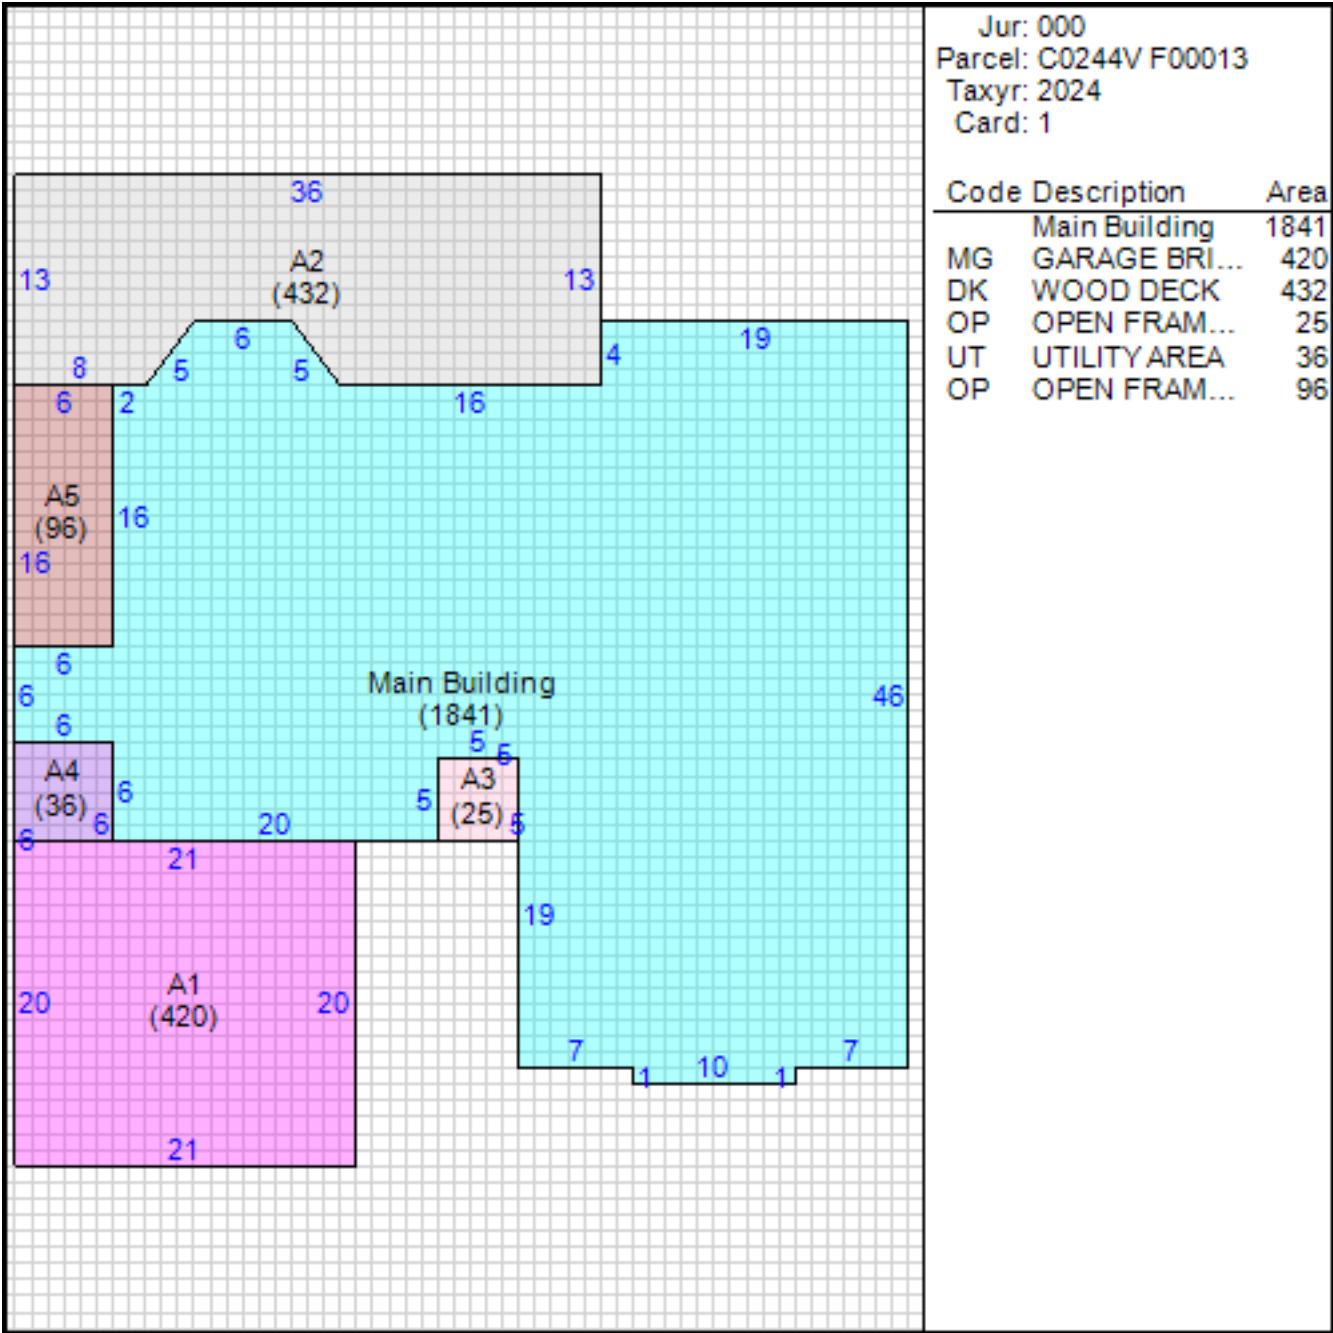 Jur: 000
Parcel: C0244V F00013
Taxyr: 2024
Card: 1
Code Description Area
Main Building 1841
MG GARAGE BRI... 420
DK WOOD DECK 432
OP OPEN FRAM... 25
UT UTILITY AREA 36
OP OPEN FRAM... 96
36
A2
13 13
(432)
6 19
4
8 5 5
6 2 16
A5
(96)
16
16
6
Main Building
6 46
(1841)
6 5
5
A4 A3
6 5
(36) (25)
6 20 5
6
21
19
A1
20 20
(420)
7 7
10
1 1
21